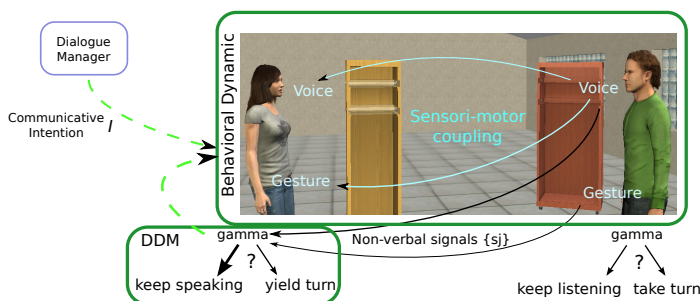 Dialogue
Manager
Communicative
Intention I
Behavioral Dynamic
Voice
Voice
Sensori-motor
coupling
Gesture
Gesture
DDM
gamma
Non-verbal signals {sj}
gamma
?
?
keep speaking
yield turn
keep listening
take turn